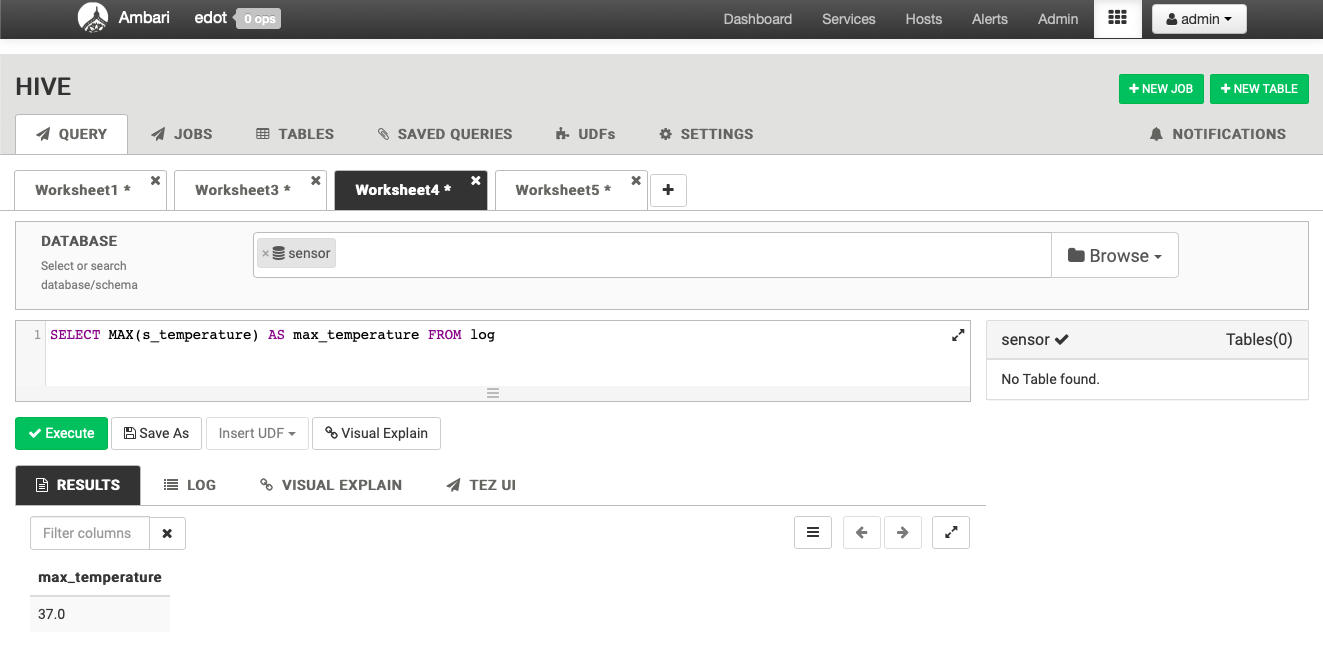 Ambari edot 0 ops Dashboard Services Hosts Alerts Admin admin
HIVE
NEW JOB NEW TABLE
QUERY JOBS TABLES SAVED QUERIES UDFs SETTINGS NOTIFICATIONS
Worksheet1 * Worksheet3 * Worksheet4 * Worksheet5 *
DATABASE
Select or search
database/schema
× sensor
Browse
1 SELECT MAX(s_temperature) AS max_temperature FROM log
sensor Tables(0)
No Table found.
Execute Save As Insert UDF Visual Explain
RESULTS LOG VISUAL EXPLAIN TEZ UI
Filter columns
max_temperature
37.0